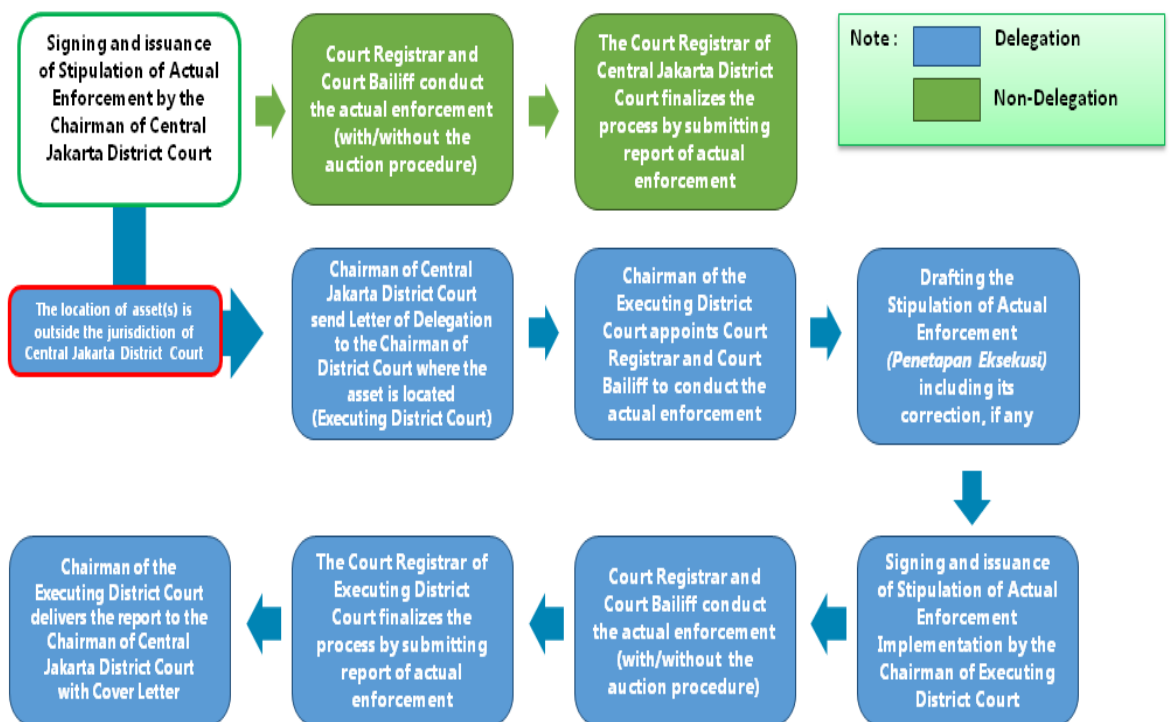 Signing and issuance
of Stipulation of Actual
Enforcement by the
Chairman of Central
Jakarta District Court
Court Registrar and
Court Bailiff conduct
the actual enforcement
(with/without the
auction procedure)
The Court Registrar of
Central Jakarta District
Court finalizes the
process by submitting
report of actual
enforcement
Note :
Delegation
Non-Delegation
The location of asset(s) is
outside the jurisdiction of
Central Jakarta District Court
Chairman of Central
Jakarta District Court
send Letter of Delegation
to the Chairman of
District Court where the
asset is located
(Executing District Court)
Chairman of the
Executing District
Court appoints Court
Registrar and Court
Bailiff to conduct the
actual enforcement
Drafting the
Stipulation of Actual
Enforcement
(Penetapan Eksekusi)
including its
correction, if any
Chairman of the
Executing District Court
delivers the report to the
Chairman of Central
Jakarta District Court
with Cover Letter
The Court Registrar of
Executing District
Court finalizes the
process by submitting
report of actual
enforcement
Court Registrar and
Court Bailiff conduct
the actual enforcement
(with/without the
auction procedure)
Signing and issuance
of Stipulation of Actual
Enforcement
Implementation by the
Chairman of Executing
District Court